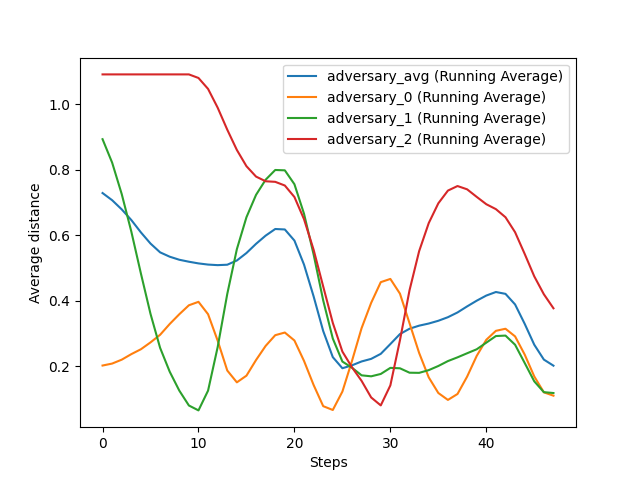 adversary_avg (Running Average)
adversary_0 (Running Average)
adversary_1 (Running Average)
adversary_2 (Running Average)
1.0
0.8
0.6
0.4
0.2
Average distance
0 10 20 30 40
Steps